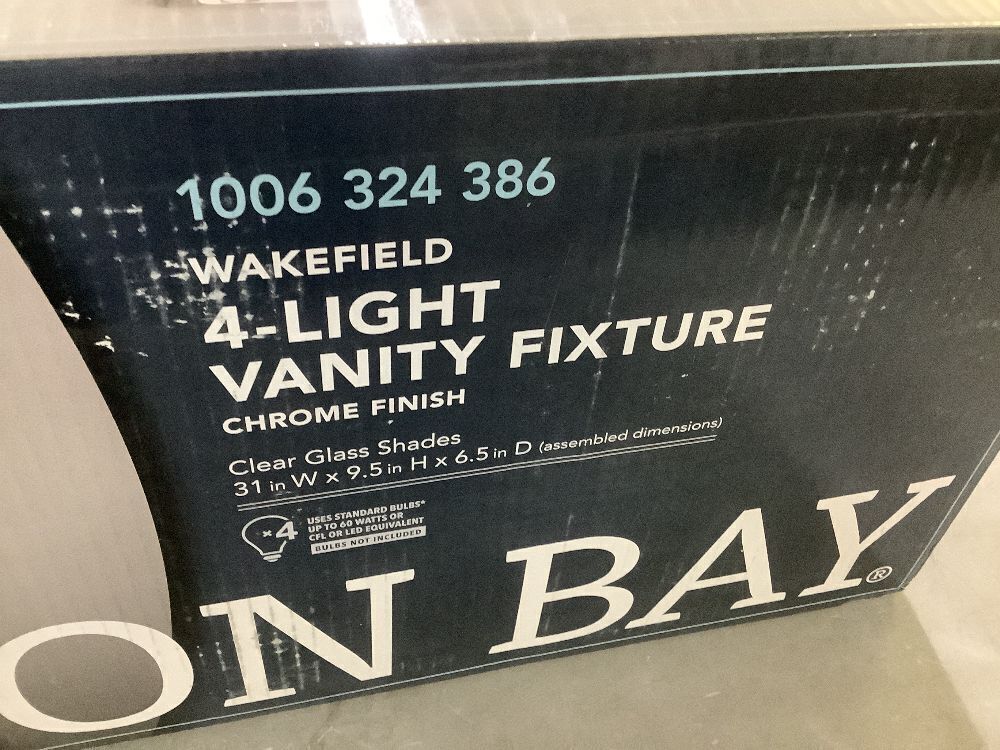 1006 324 386
WAKEFIELD
4-LIGHT
VANITY FIXTURE
CHROME FINISH
Clear Glass Shades
31 in W x 9.5 in H x 6.5 in D (assembled dimensions)
×4
USES STANDARD BULBS*
UP TO 60 WATTS OR
CFL OR LED EQUIVALENT
BULBS NOT INCLUDED
ON BAY®